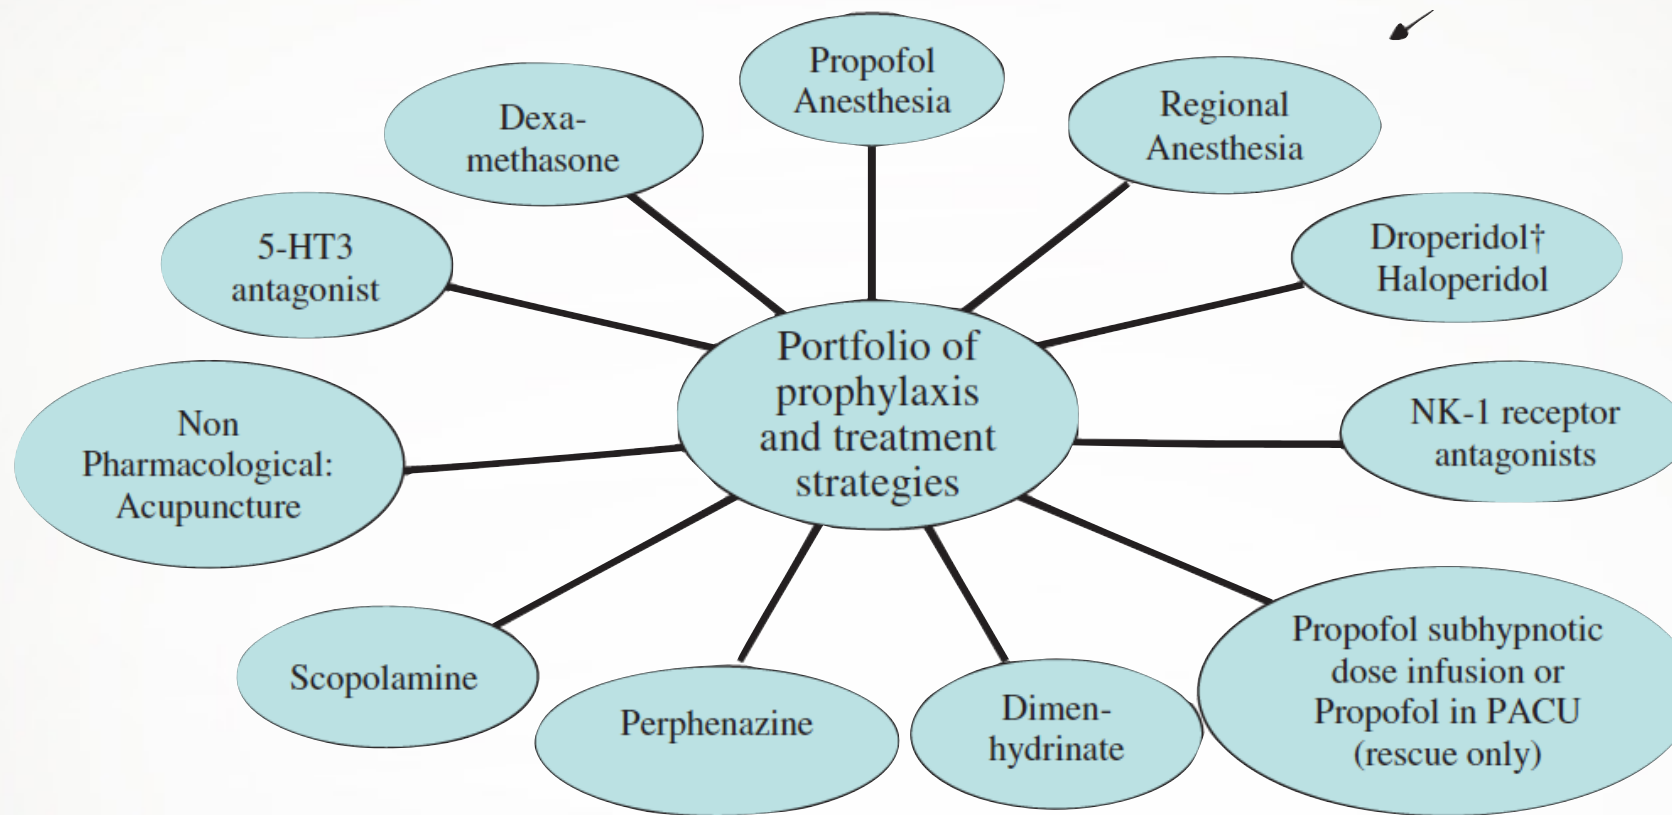 Propofol
Anesthesia
Dexa-
methasone
Regional
Anesthesia
5-HT3
antagonist
Droperidol†
Haloperidol
Portfolio of
prophylaxis
and treatment
strategies
Non
Pharmacological:
Acupuncture
NK-1 receptor
antagonists
Scopolamine
Perphenazine
Dimen-
hydrinate
Propofol subhypnotic
dose infusion or
Propofol in PACU
(rescue only)